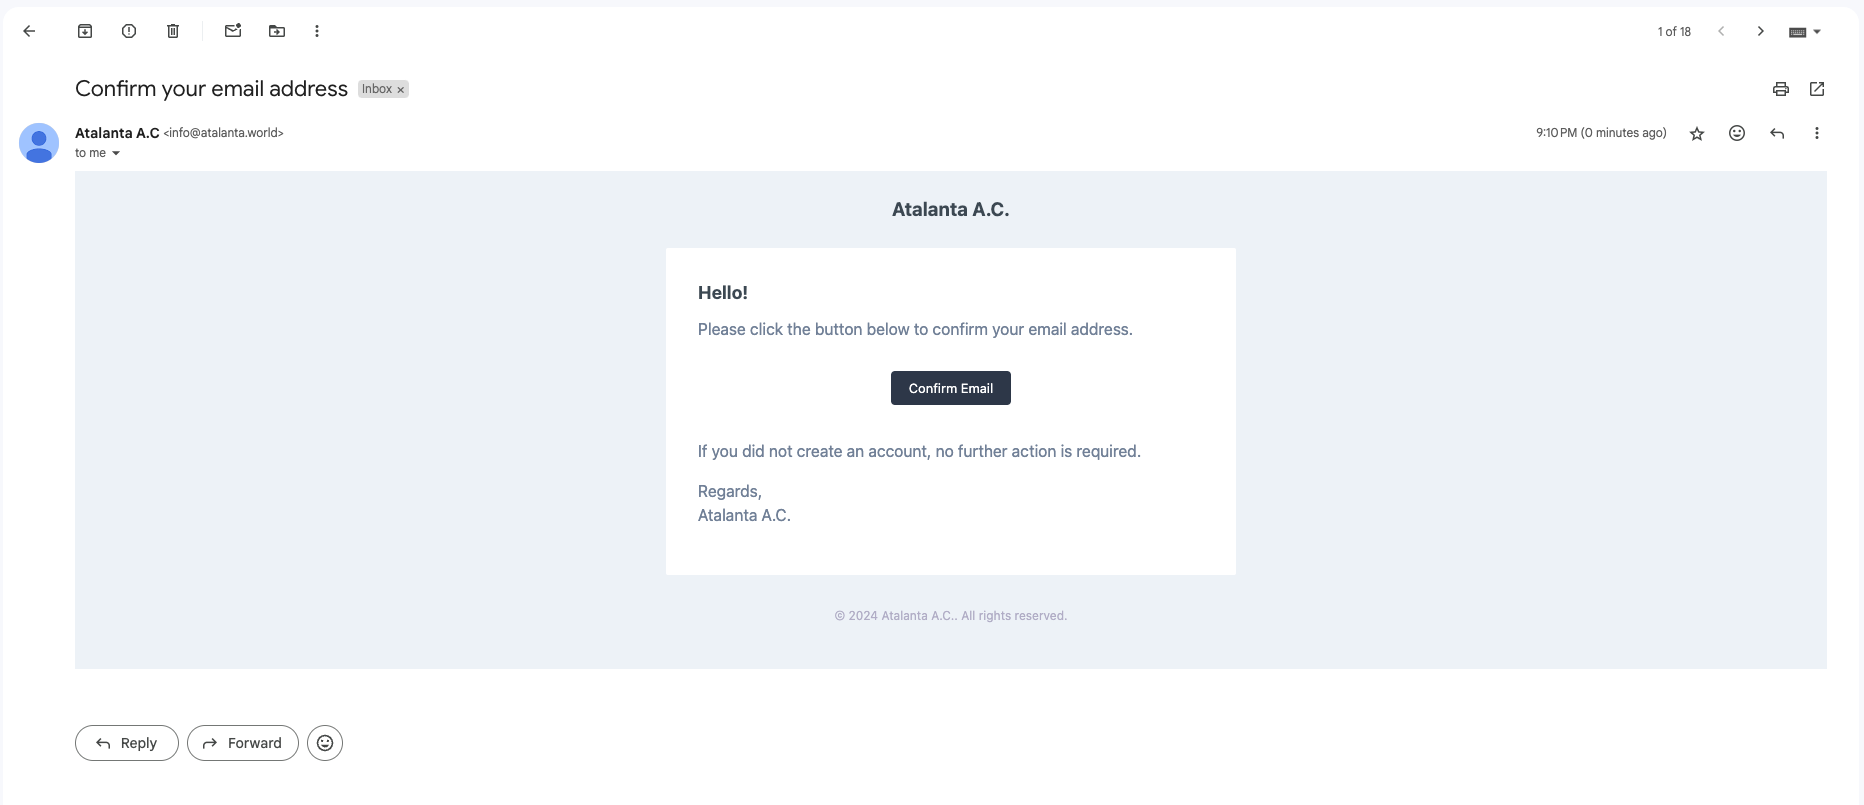 1 of 18
Confirm your email address Inbox ×
Atalanta A.C <info@atalanta.world> 9:10 PM (0 minutes ago)
to me
Atalanta A.C.
Hello!
Please click the button below to confirm your email address.
Confirm Email
If you did not create an account, no further action is required.
Regards,
Atalanta A.C.
© 2024 Atalanta A.C.. All rights reserved.
Reply Forward